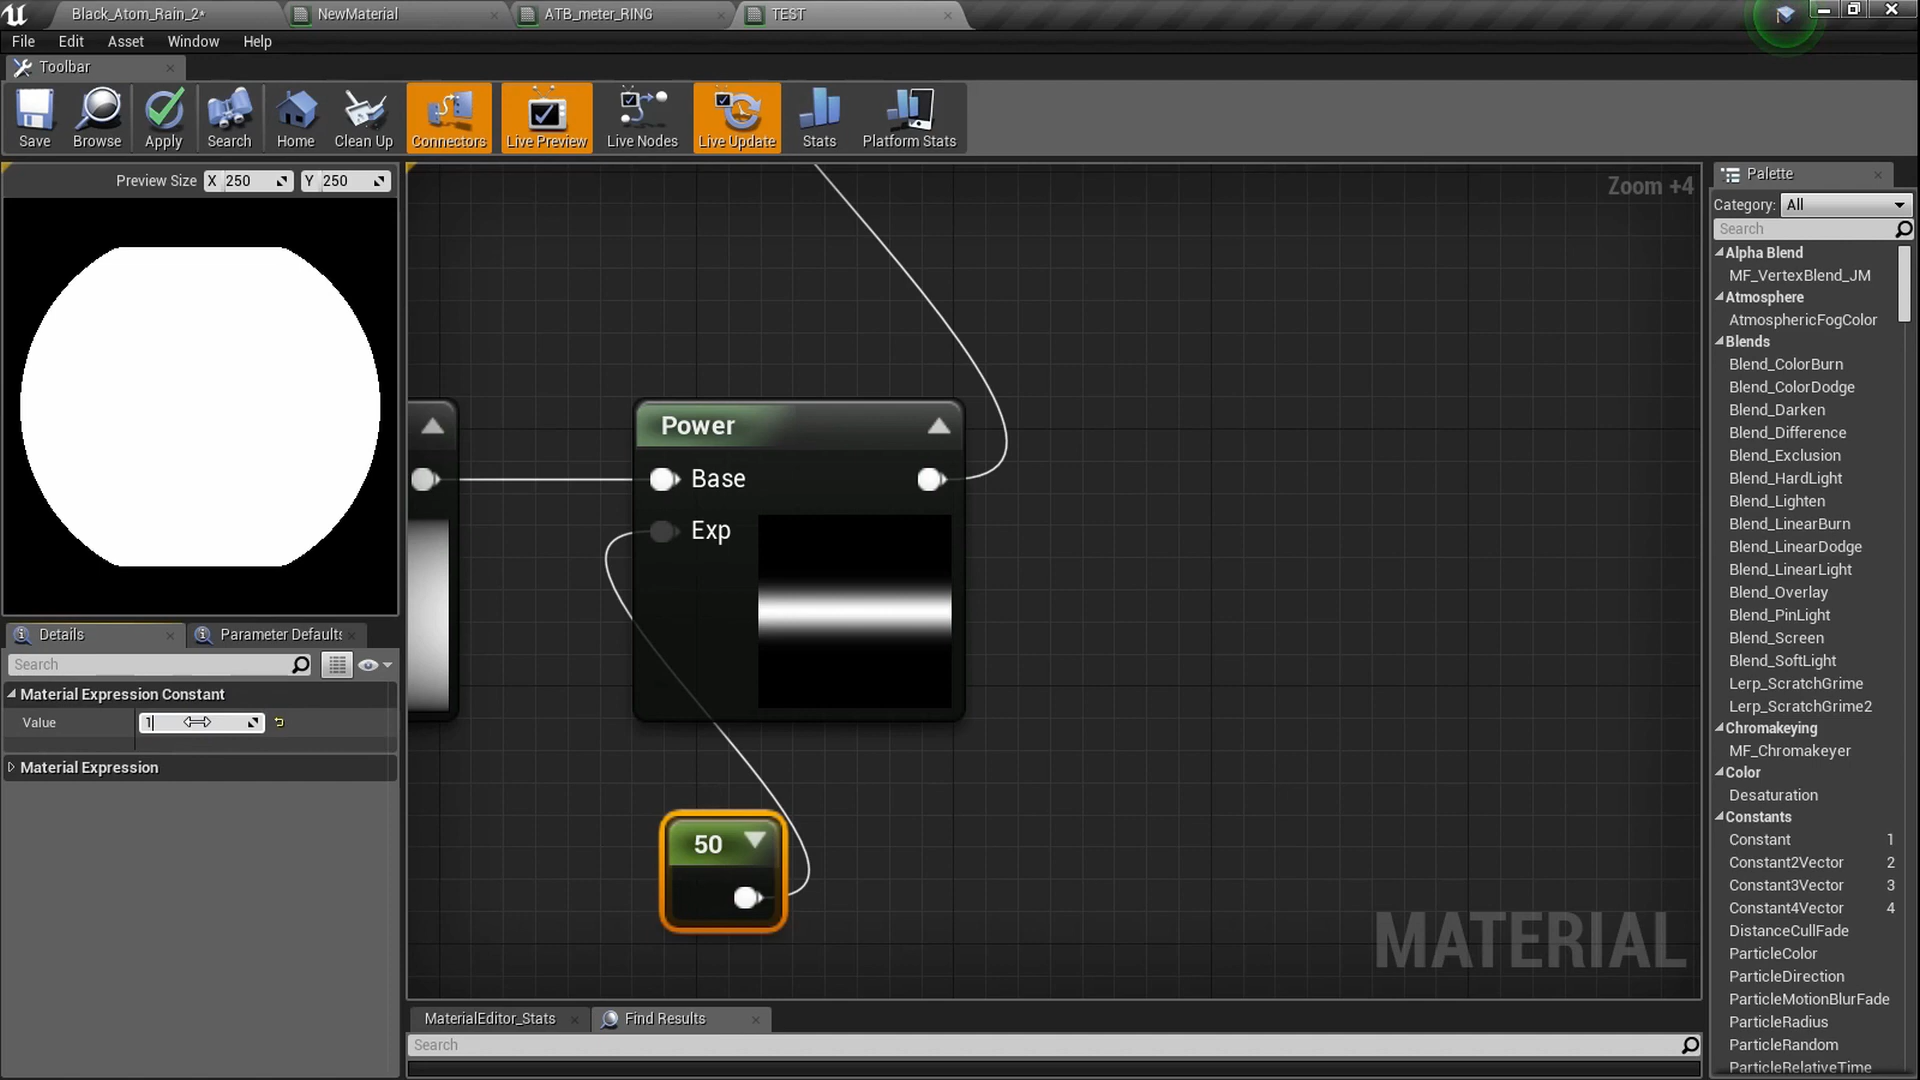 Black_Atom_Rain_2*
NewMaterial
ATB_meter_RING
TEST
File Edit Asset Window Help
Toolbar
Save Browse Apply Search Home Clean Up Connectors Live Preview Live Nodes Live Update Stats Platform Stats
Preview Size X 250 Y 250
Zoom +4
Palette
Category: All
Search
Alpha Blend
MF_VertexBlend_JM
Atmosphere
AtmosphericFogColor
Blends
Blend_ColorBurn
Blend_ColorDodge
Blend_Darken
Blend_Difference
Blend_Exclusion
Blend_HardLight
Blend_Lighten
Blend_LinearBurn
Blend_LinearDodge
Blend_LinearLight
Blend_Overlay
Blend_PinLight
Blend_Screen
Blend_SoftLight
Lerp_ScratchGrime
Lerp_ScratchGrime2
Chromakeying
MF_Chromakeyer
Color
Desaturation
Constants
Constant 1
Constant2Vector 2
Constant3Vector 3
Constant4Vector 4
DistanceCullFade
ParticleColor
ParticleDirection
ParticleMotionBlurFade
ParticleRadius
ParticleRandom
ParticleRelativeTime
Power
Base
Exp
50
MATERIAL
Details
Parameter Defaults
Search
Material Expression Constant
Value 1
Material Expression
MaterialEditor_Stats
Find Results
Search